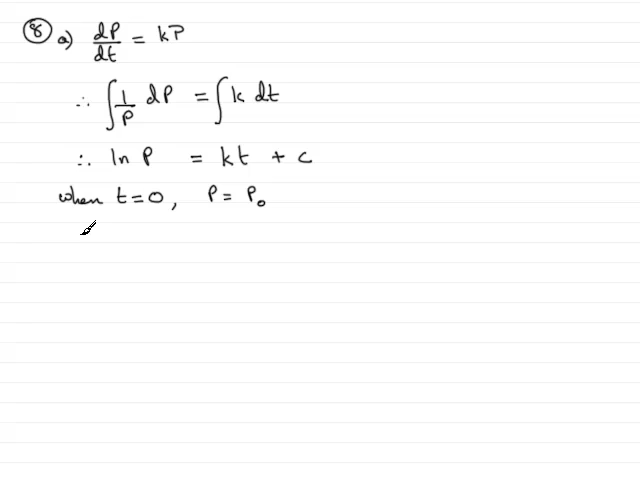 ⑧ a) dP/dt = kP
∴ ∫ 1/P dP = ∫ k dt
∴ ln P = kt + c
when t = 0, P = P₀